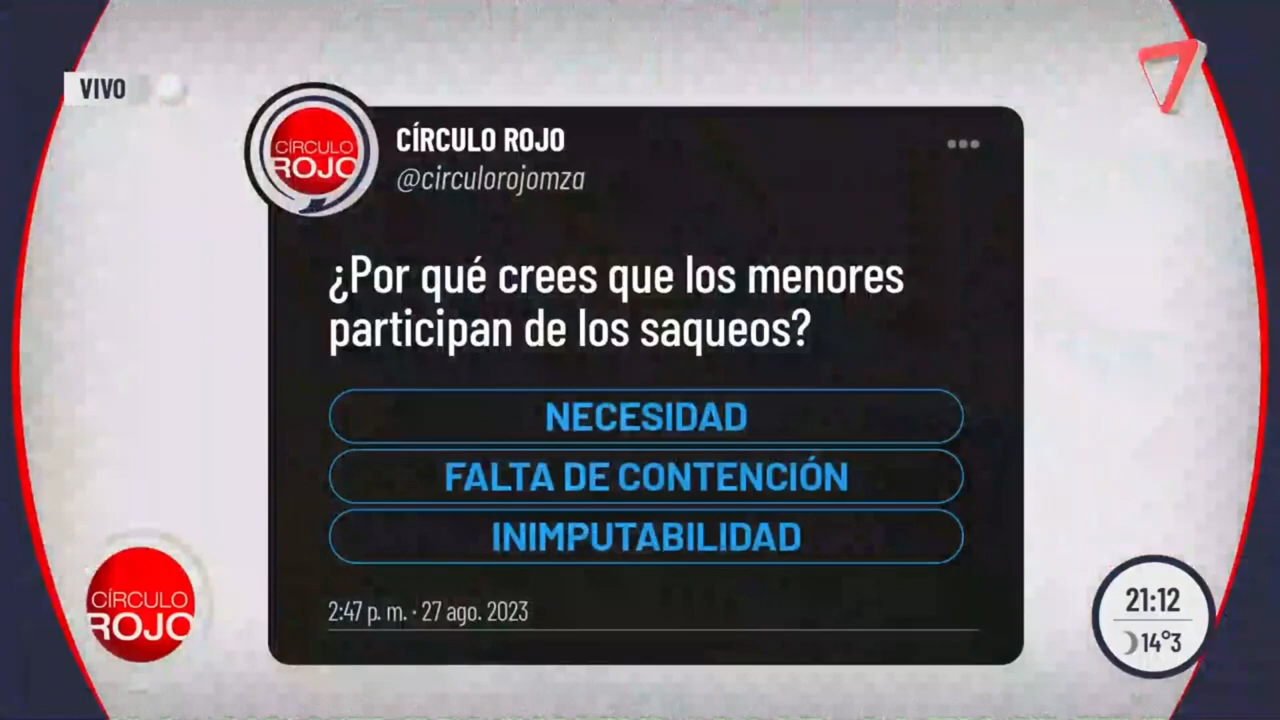 VIVO
CÍRCULO
ROJO
CÍRCULO ROJO
@circulorojomza
¿Por qué crees que los menores
participan de los saqueos?
NECESIDAD
FALTA DE CONTENCIÓN
INIMPUTABILIDAD
2:47 p. m. · 27 ago. 2023
CÍRCULO
ROJO
21:12
14°3